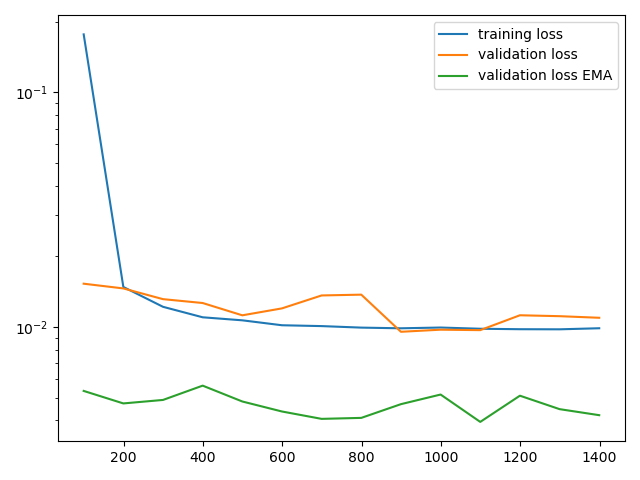 training loss
validation loss
validation loss EMA
10⁻¹
10⁻²
200 400 600 800 1000 1200 1400